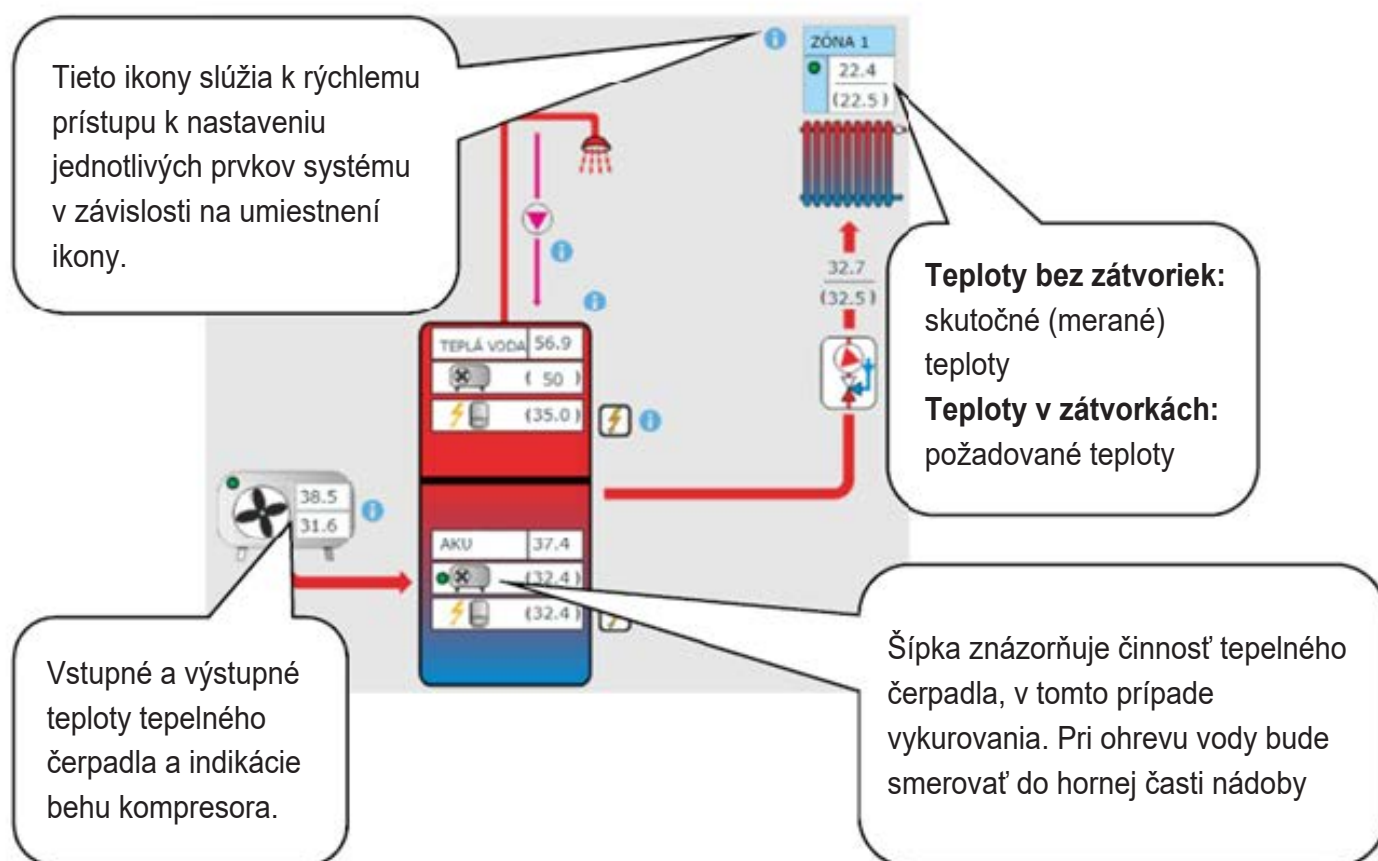 Tieto ikony slúžia k rýchlemu
prístupu k nastaveniu
jednotlivých prvkov systému
v závislosti na umiestnení
ikony.
ZÓNA 1
22.4
(22.5)
32.7
(32.5)
Teploty bez zátvoriek:
skutočné (merané)
teploty
Teploty v zátvorkách:
požadované teploty
TEPLÁ VODA 56.9
( 50 )
(35.0)
38.5
31.6
AKU 37.4
(32.4)
(32.4)
Vstupné a výstupné
teploty tepelného
čerpadla a indikácie
behu kompresora.
Šípka znázorňuje činnosť tepelného
čerpadla, v tomto prípade
vykurovania. Pri ohrevu vody bude
smerovať do hornej časti nádoby